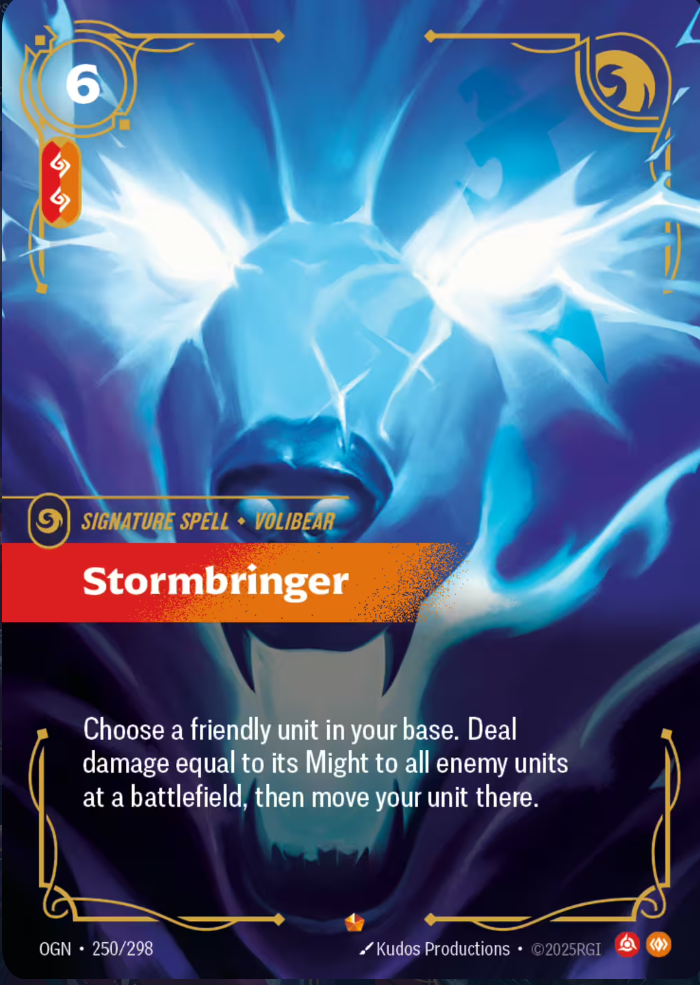 6
SIGNATURE SPELL • VOLIBEAR
Stormbringer
Choose a friendly unit in your base. Deal
damage equal to its Might to all enemy units
at a battlefield, then move your unit there.
OGN • 250/298
Kudos Productions • ©2025RGI